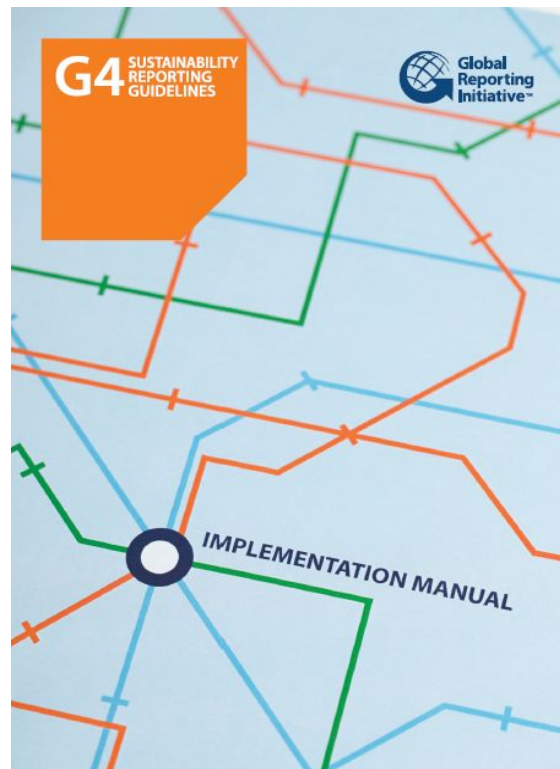 G4 SUSTAINABILITY
REPORTING
GUIDELINES
Global
Reporting
Initiative™
IMPLEMENTATION MANUAL